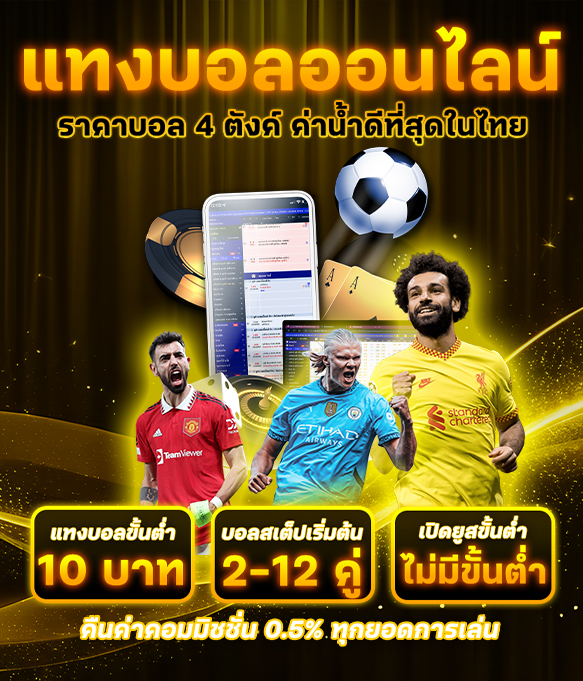 แทงบอลออนไลน์
ราคาบอล 4 ตังค์ ค่าน้ำดีที่สุดในไทย
A
A
TeamViewer
ETIHAD
AIRWAYS
standard
chartered
แทงบอลขั้นต่ำ
10 บาท
บอลสเต็ปเริ่มต้น
2-12 คู่
เปิดยูสขั้นต่ำ
ไม่มีขั้นต่ำ
คืนค่าคอมมิชชั่น 0.5% ทุกยอดการเล่น